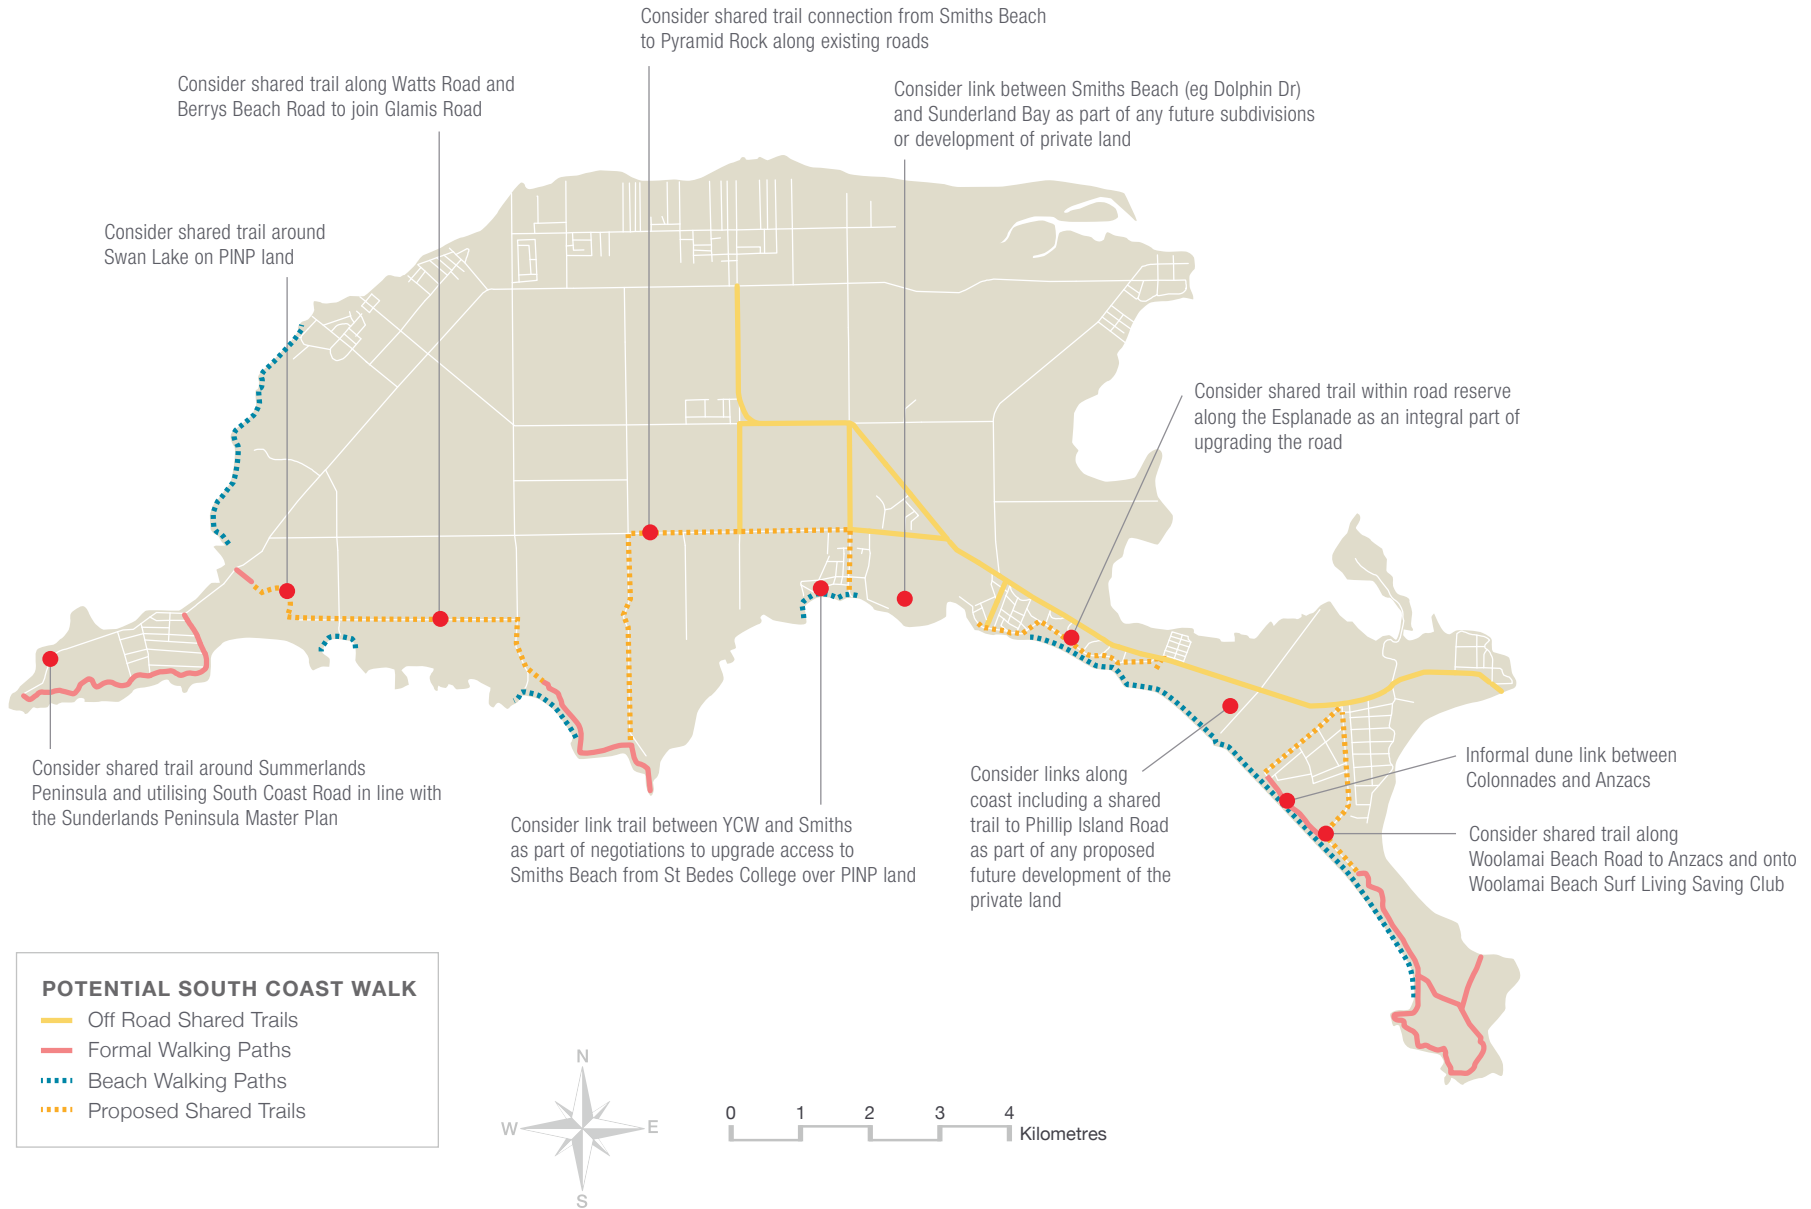 Consider shared trail connection from Smiths Beach
to Pyramid Rock along existing roads
Consider shared trail along Watts Road and
Berrys Beach Road to join Glamis Road
Consider link between Smiths Beach (eg Dolphin Dr)
and Sunderland Bay as part of any future subdivisions
or development of private land
Consider shared trail around
Swan Lake on PINP land
Consider shared trail within road reserve
along the Esplanade as an integral part of
upgrading the road
Consider shared trail around Summerlands
Peninsula and utilising South Coast Road in line with
the Sunderlands Peninsula Master Plan
Consider link trail between YCW and Smiths
as part of negotiations to upgrade access to
Smiths Beach from St Bedes College over PINP land
Consider links along
coast including a shared
trail to Phillip Island Road
as part of any proposed
future development of the
private land
Informal dune link between
Colonnades and Anzacs
Consider shared trail along
Woolamai Beach Road to Anzacs and onto
Woolamai Beach Surf Living Saving Club
POTENTIAL SOUTH COAST WALK
Off Road Shared Trails
Formal Walking Paths
Beach Walking Paths
Proposed Shared Trails
N
W
E
S
0 1 2 3 4
Kilometres